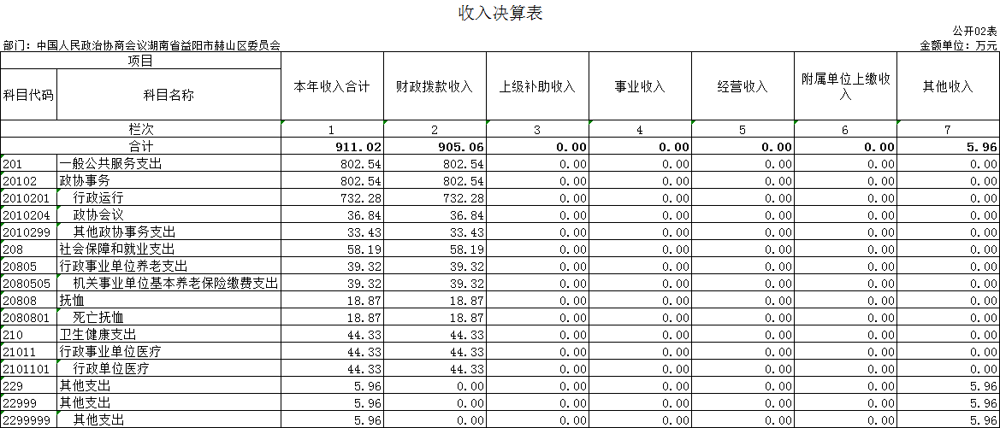 收入决算表
公开02表
部门：中国人民政治协商会议湖南省益阳市赫山区委员会 金额单位：万元
项目 本年收入合计 财政拨款收入 上级补助收入 事业收入 经营收入 附属单位上缴收入 其他收入
科目代码 科目名称
栏次 1 2 3 4 5 6 7
合计 911.02 905.06 0.00 0.00 0.00 0.00 5.96
201 一般公共服务支出 802.54 802.54 0.00 0.00 0.00 0.00 0.00
20102 政协事务 802.54 802.54 0.00 0.00 0.00 0.00 0.00
2010201 行政运行 732.28 732.28 0.00 0.00 0.00 0.00 0.00
2010204 政协会议 36.84 36.84 0.00 0.00 0.00 0.00 0.00
2010299 其他政协事务支出 33.43 33.43 0.00 0.00 0.00 0.00 0.00
208 社会保障和就业支出 58.19 58.19 0.00 0.00 0.00 0.00 0.00
20805 行政事业单位养老支出 39.32 39.32 0.00 0.00 0.00 0.00 0.00
2080505 机关事业单位基本养老保险缴费支出 39.32 39.32 0.00 0.00 0.00 0.00 0.00
20808 抚恤 18.87 18.87 0.00 0.00 0.00 0.00 0.00
2080801 死亡抚恤 18.87 18.87 0.00 0.00 0.00 0.00 0.00
210 卫生健康支出 44.33 44.33 0.00 0.00 0.00 0.00 0.00
21011 行政事业单位医疗 44.33 44.33 0.00 0.00 0.00 0.00 0.00
2101101 行政单位医疗 44.33 44.33 0.00 0.00 0.00 0.00 0.00
229 其他支出 5.96 0.00 0.00 0.00 0.00 0.00 5.96
22999 其他支出 5.96 0.00 0.00 0.00 0.00 0.00 5.96
2299999 其他支出 5.96 0.00 0.00 0.00 0.00 0.00 5.96